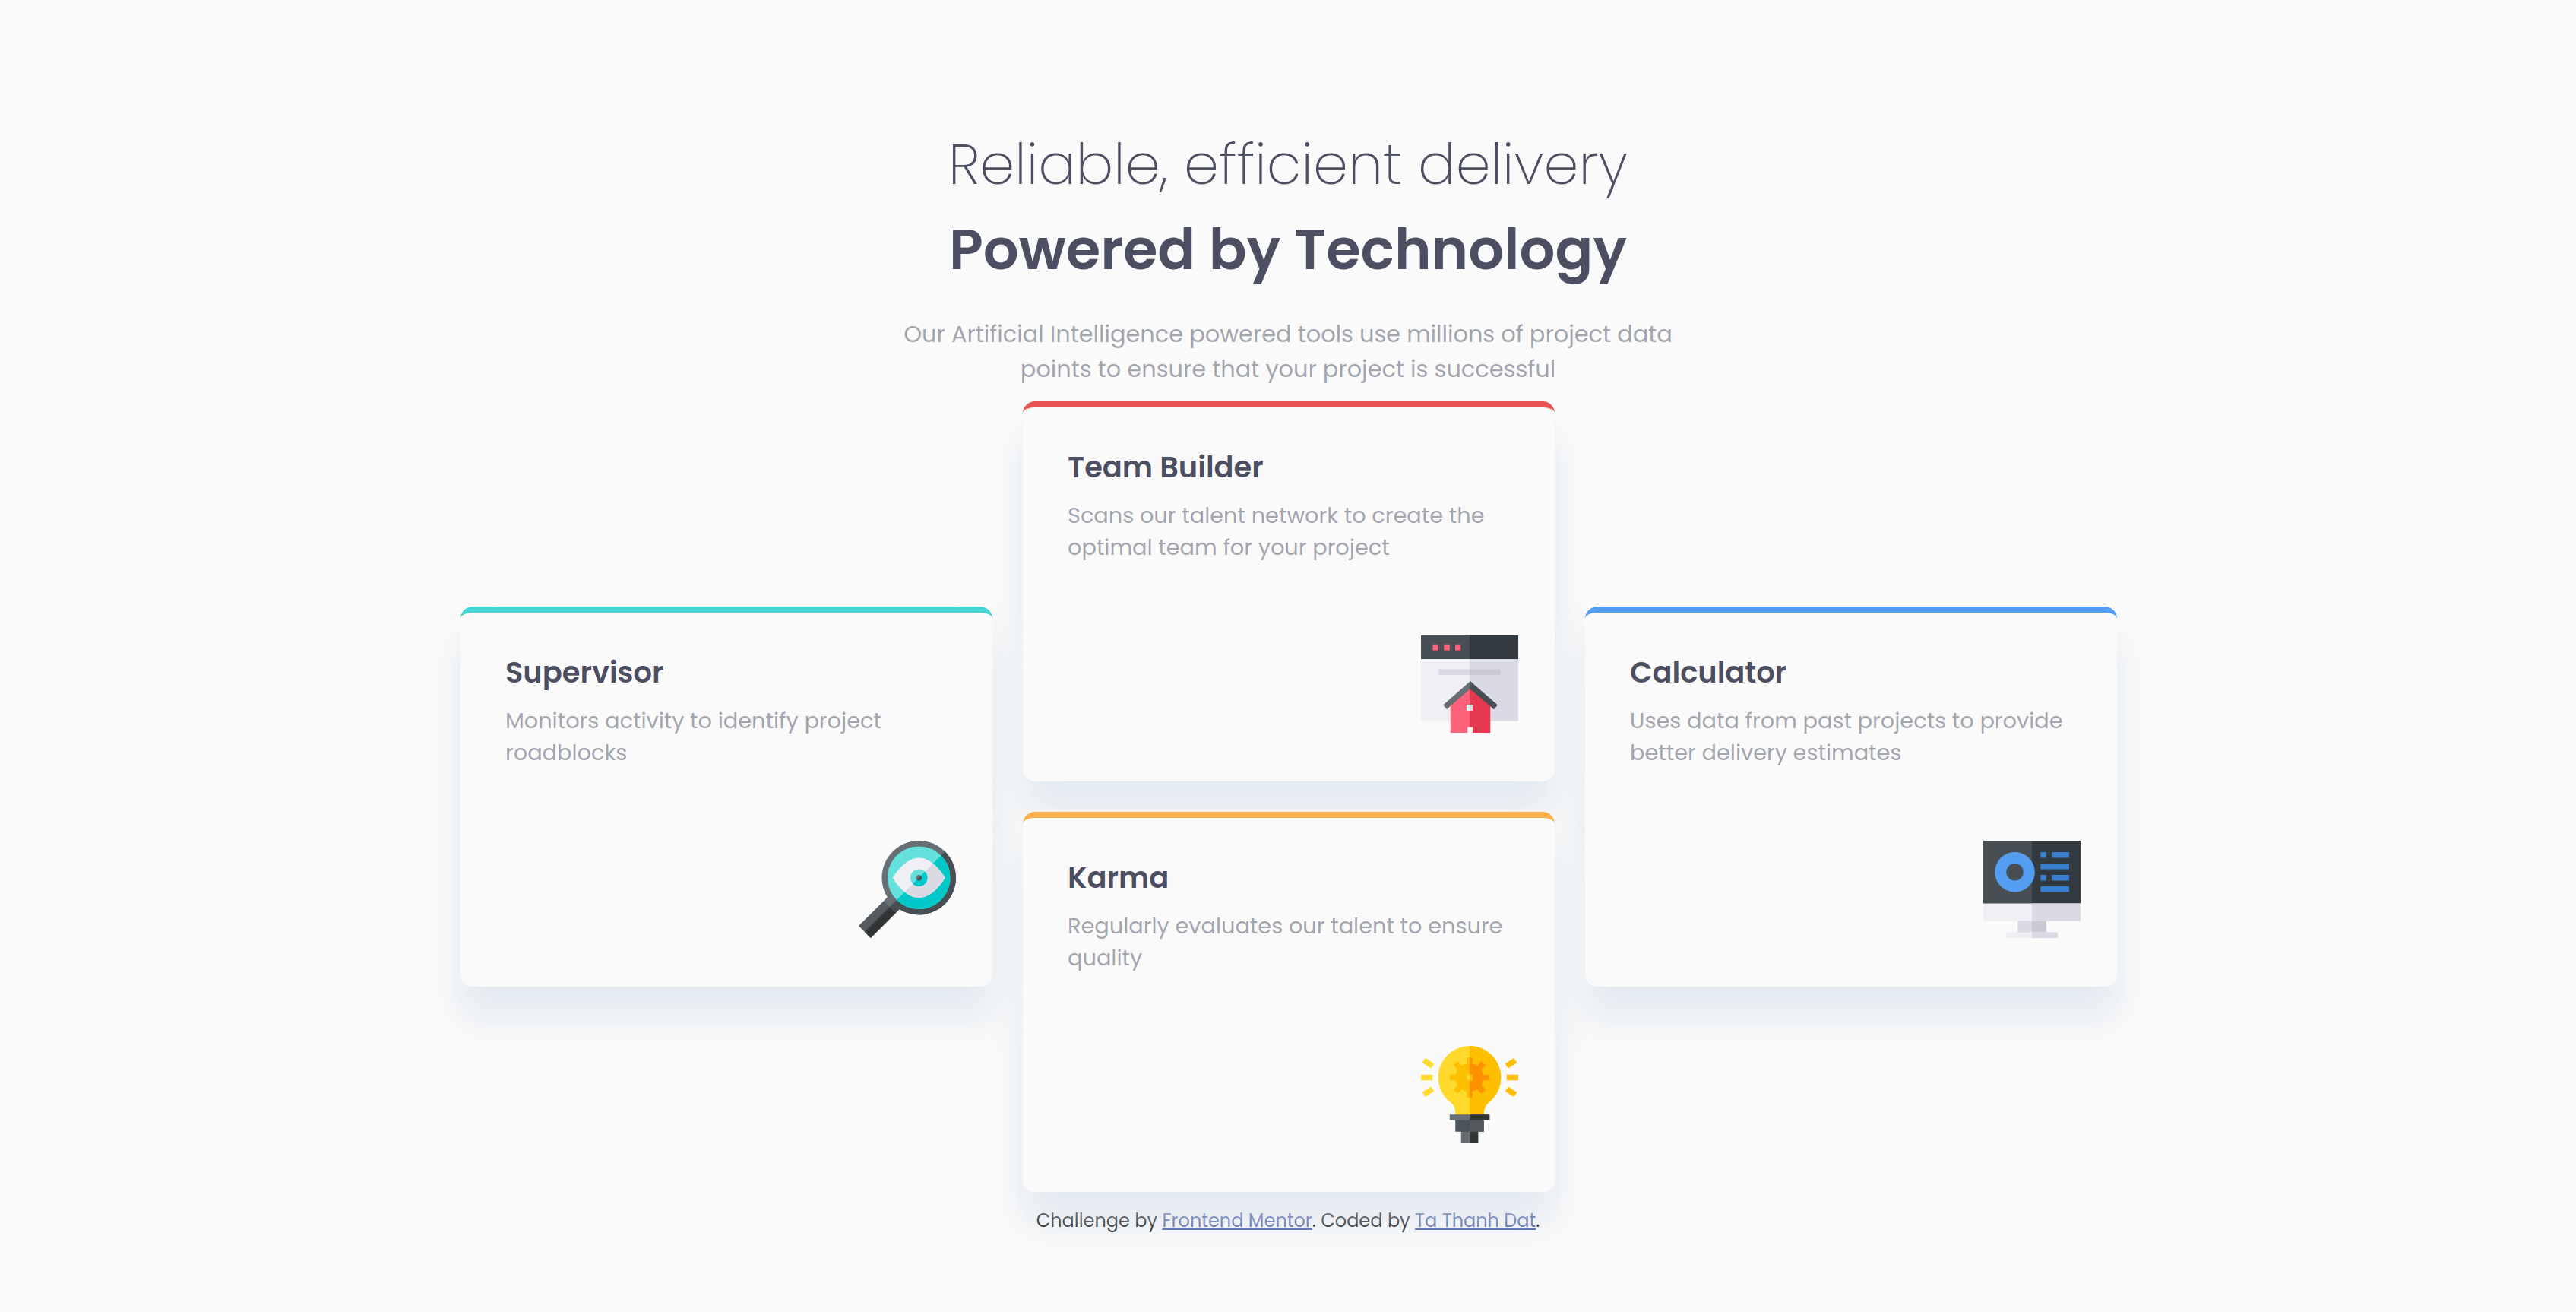 Reliable, efficient delivery
Powered by Technology
Our Artificial Intelligence powered tools use millions of project data
points to ensure that your project is successful
Supervisor
Monitors activity to identify project
roadblocks
Team Builder
Scans our talent network to create the
optimal team for your project
Karma
Regularly evaluates our talent to ensure
quality
Calculator
Uses data from past projects to provide
better delivery estimates
Challenge by Frontend Mentor. Coded by Ta Thanh Dat.